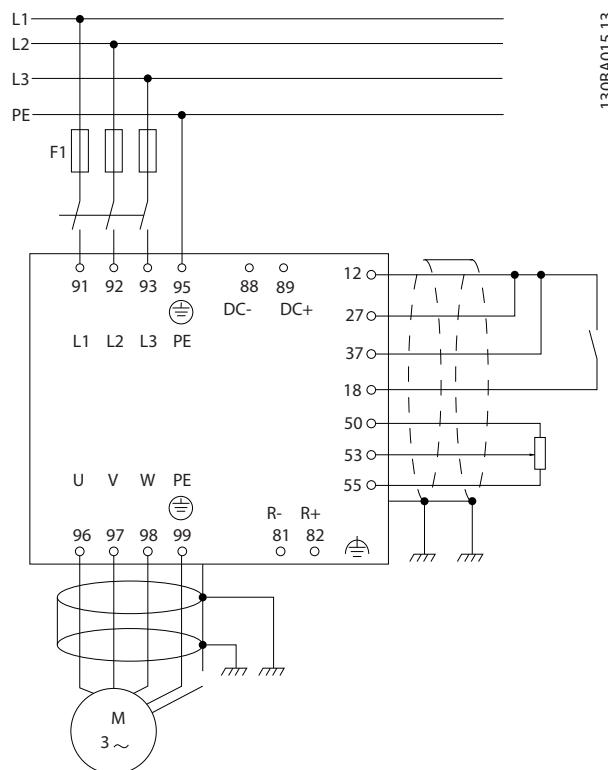 L1
L2
L3
PE
130BA015.13
F1
91 92 93 95 88 89
DC- DC+
L1 L2 L3 PE
12
27
37
18
50
53
55
U V W PE
R- R+
96 97 98 99 81 82
M
3 ~